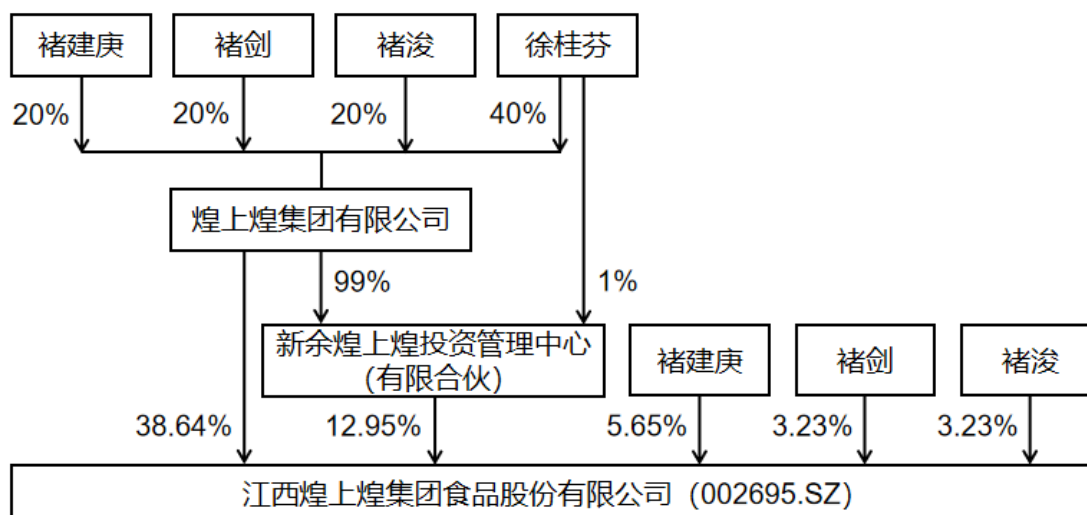 褚建庚
褚剑
褚浚
徐桂芬
20%
20%
20%
40%
煌上煌集团有限公司
99%
1%
新余煌上煌投资管理中心
（有限合伙）
褚建庚
褚剑
褚浚
38.64%
12.95%
5.65%
3.23%
3.23%
江西煌上煌集团食品股份有限公司（002695.SZ）